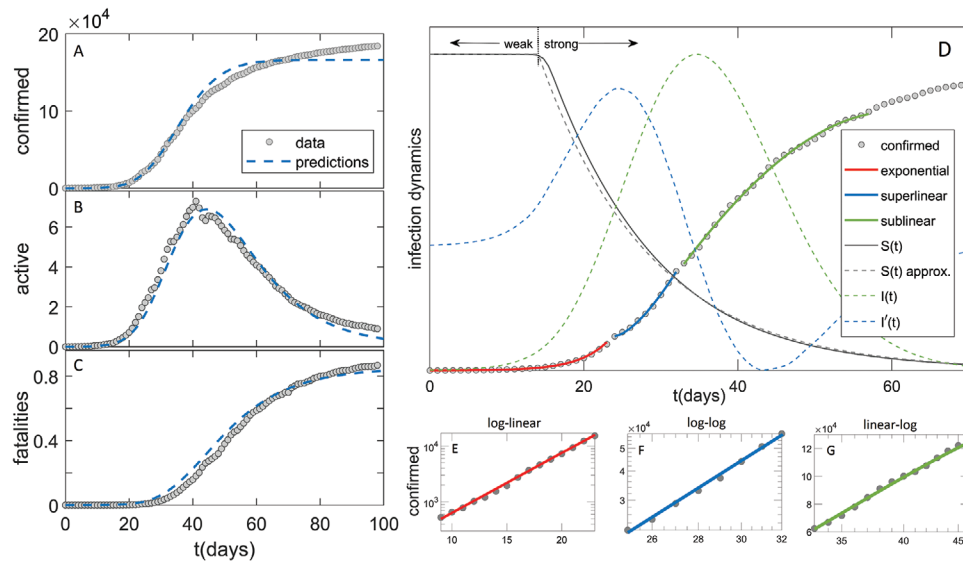 × 10⁴
A
20
10
0
confirmed
data
predictions
B
6
4
2
0
active
C
0.8
0.4
0
fatalities
0 20 40 60 80 100
t(days)
weak strong
D
infection dynamics
confirmed
exponential
superlinear
sublinear
S(t)
S(t) approx.
I(t)
I′(t)
0 20 40 60
t(days)
log-linear
E
10⁴
10³
confirmed
10 15 20
log-log
×10⁴
F
5
4
3
26 28 30 32
linear-log
×10⁴
G
12
10
8
6
35 40 45